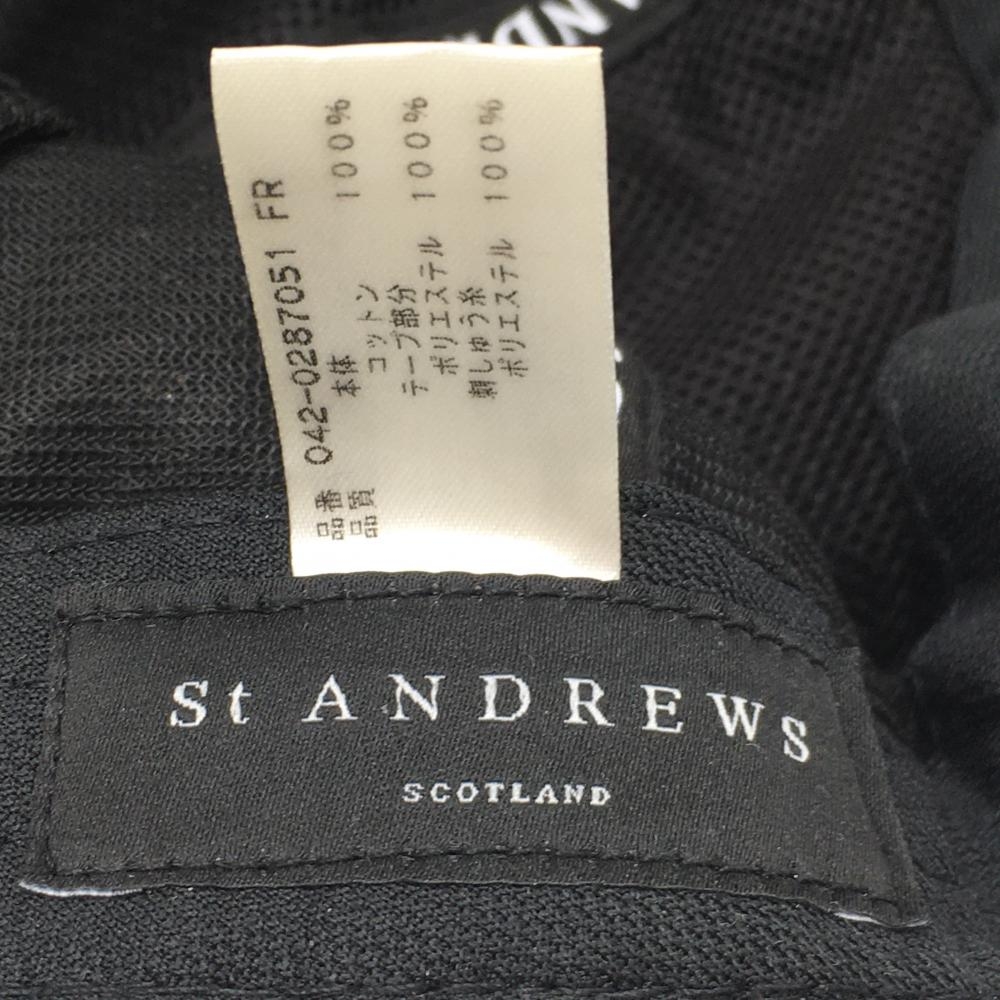 品番 042-0287051 FR
品質 本体
コットン 100%
テープ部分
ポリエステル 100%
刺しゅう糸
ポリエステル 100%
St ANDREWS
SCOTLAND